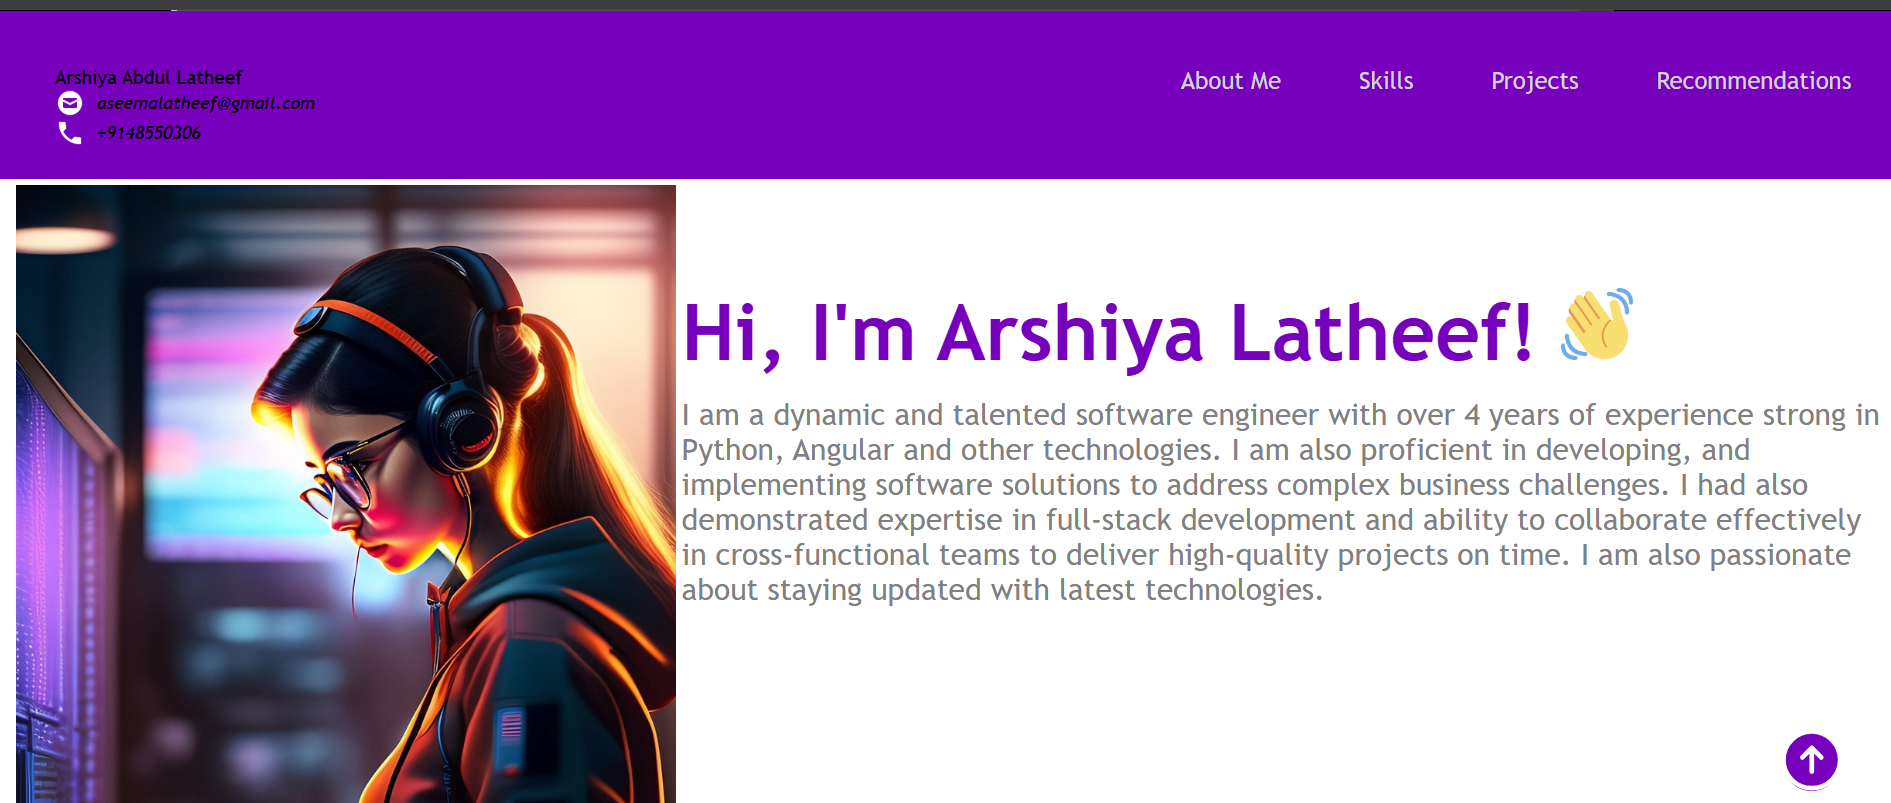 Arshiya Abdul Latheef
aseemalatheef@gmail.com
+9148550306
About Me
Skills
Projects
Recommendations
Hi, I'm Arshiya Latheef! 👋
I am a dynamic and talented software engineer with over 4 years of experience strong in
Python, Angular and other technologies. I am also proficient in developing, and
implementing software solutions to address complex business challenges. I had also
demonstrated expertise in full-stack development and ability to collaborate effectively
in cross-functional teams to deliver high-quality projects on time. I am also passionate
about staying updated with latest technologies.